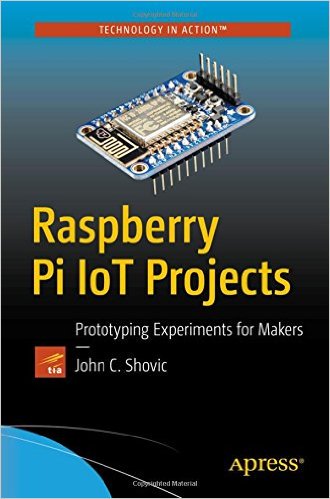 TECHNOLOGY IN ACTION™
Raspberry
Pi IoT Projects
Prototyping Experiments for Makers
tia
John C. Shovic
Apress®